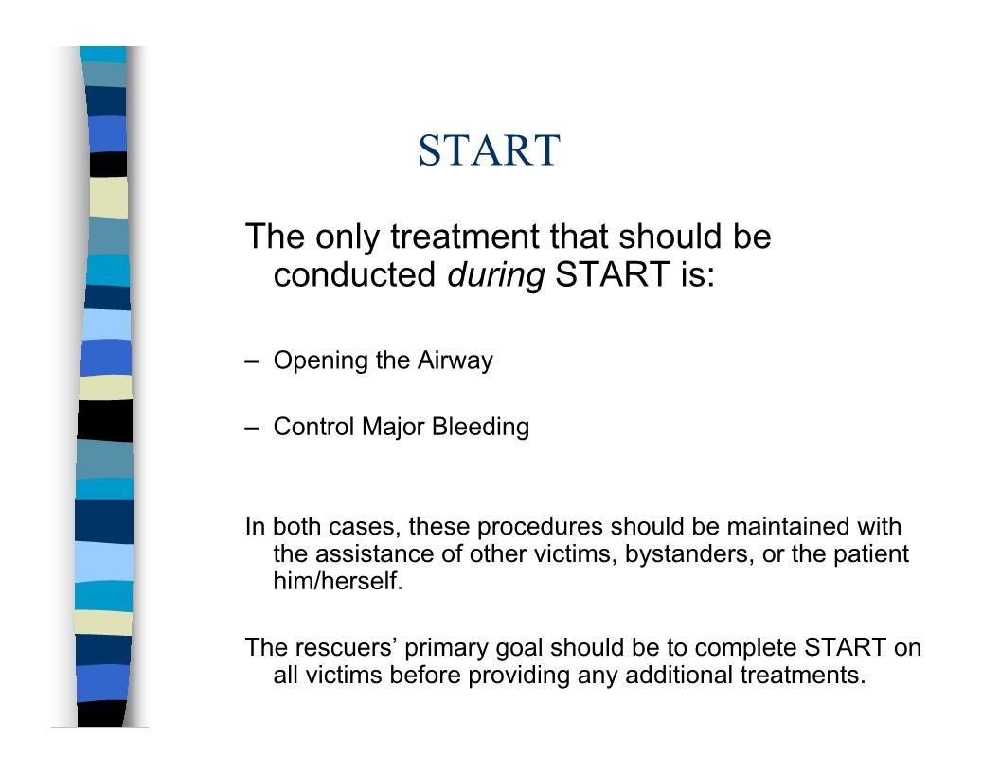 START
The only treatment that should be
conducted during START is:
– Opening the Airway
– Control Major Bleeding
In both cases, these procedures should be maintained with
the assistance of other victims, bystanders, or the patient
him/herself.
The rescuers’ primary goal should be to complete START on
all victims before providing any additional treatments.